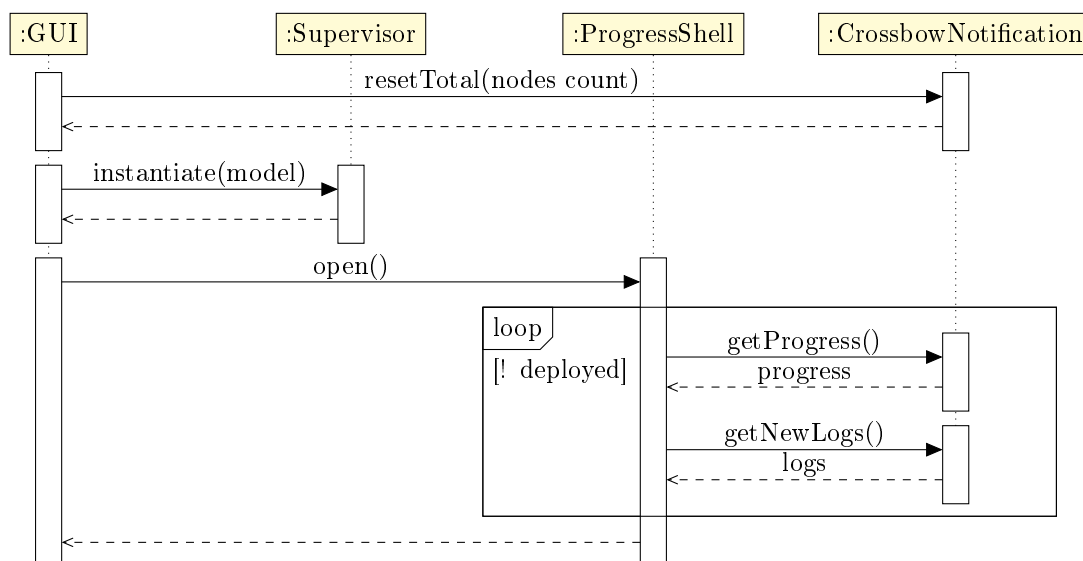 :GUI
:Supervisor
:ProgressShell
:CrossbowNotification
resetTotal(nodes count)
instantiate(model)
open()
loop
[! deployed]
getProgress()
progress
getNewLogs()
logs